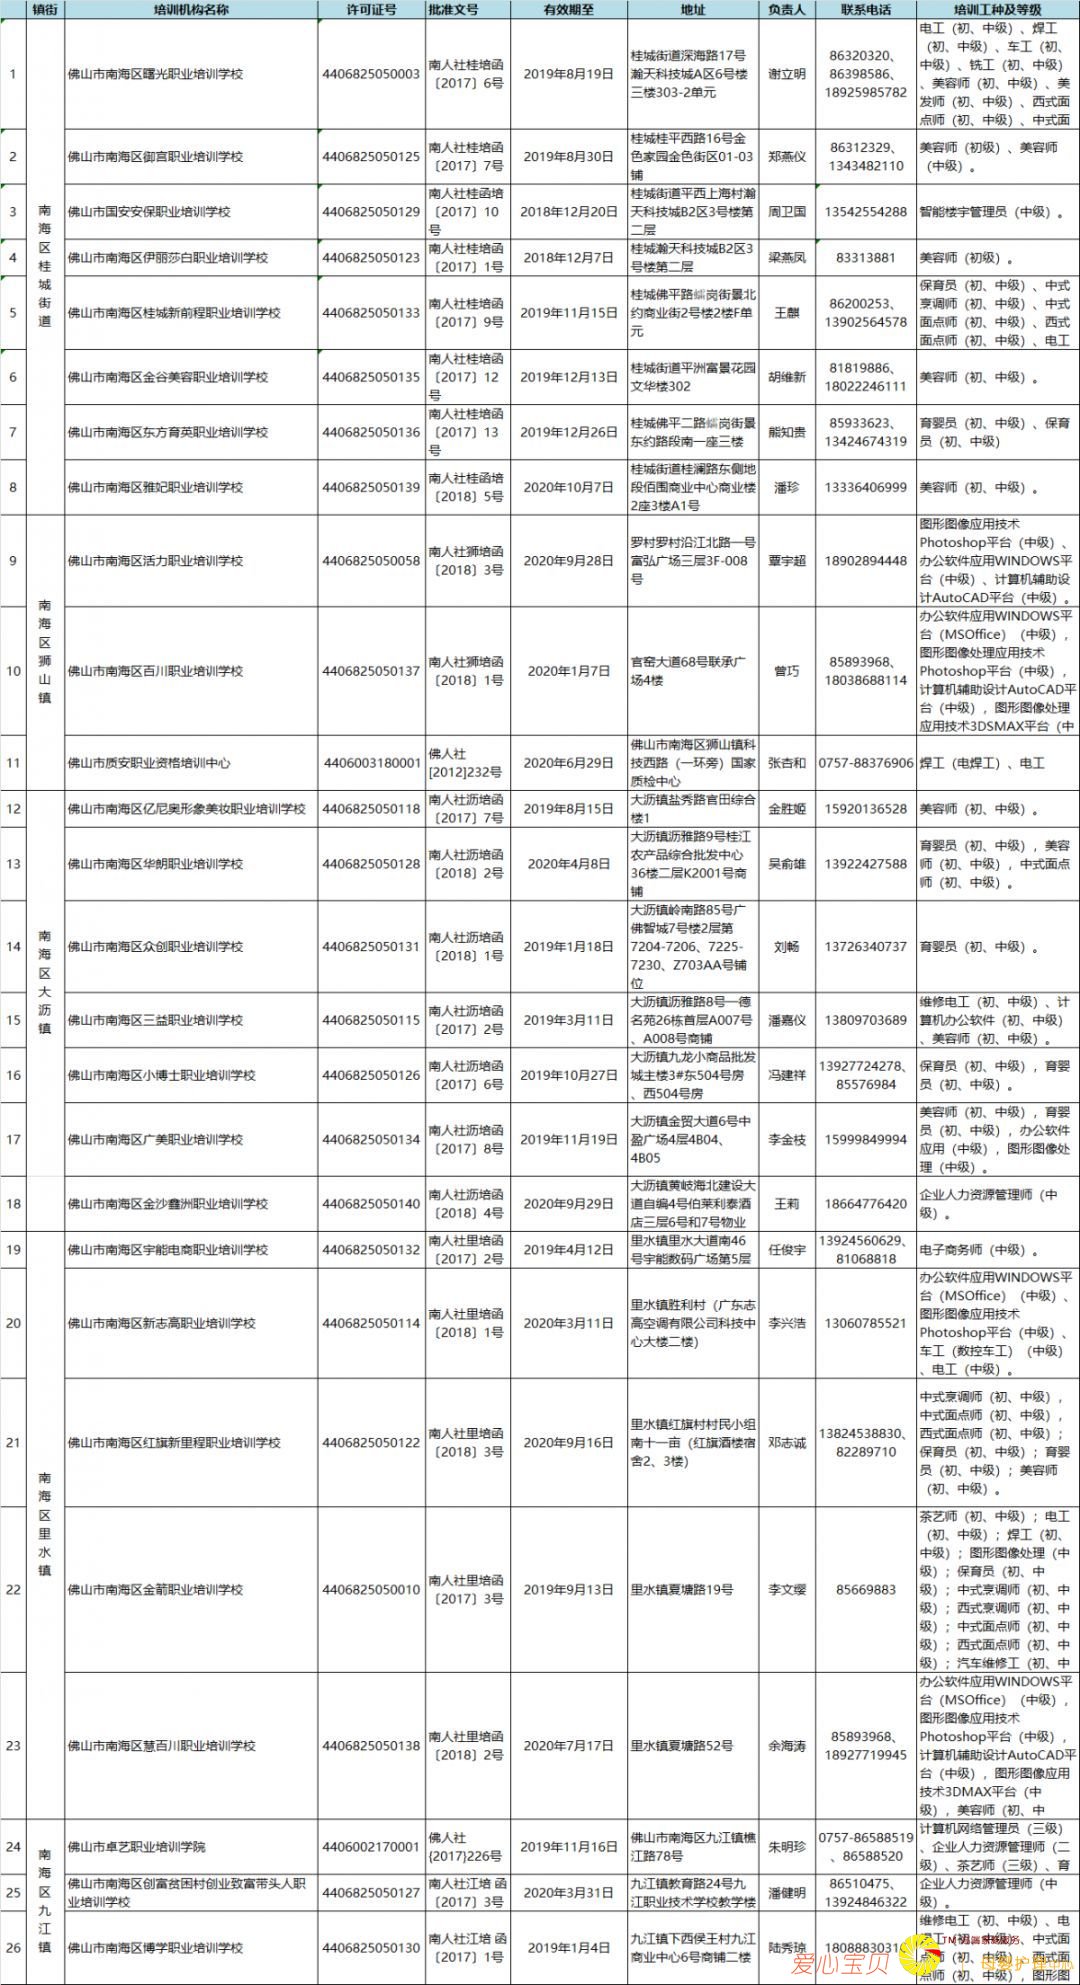 镇街 培训机构名称 许可证号 批准文号 有效期至 地址 负责人 联系电话 培训工种及等级
南海区桂城街道
1 佛山市南海区曙光职业培训学校 4406825050003 南人社桂培函〔2017〕6号 2019年8月19日 桂城街道深海路17号瀚天科技城A区6号楼三楼303-2单元 谢立明 86320320、86398586、18925985782 电工（初、中级）、焊工（初、中级）、车工（初、中级）、铣工（初、中级）、美容师（初、中级）、美发师（初、中级）、西式面点师（初、中级）、中式面
2 佛山市南海区御宫职业培训学校 4406825050125 南人社桂培函〔2017〕7号 2019年8月30日 桂城桂平西路16号金色家园金色街区01-03铺 郑燕仪 86312329、1343482110 美容师（初级）、美容师（中级）。
3 佛山市国安安保职业培训学校 4406825050129 南人社桂函培〔2017〕10号 2018年12月20日 桂城街道平西上海村瀚天科技城B2区3号楼第二层 周卫国 13542554288 智能楼宇管理员（中级）。
4 佛山市南海区伊丽莎白职业培训学校 4406825050123 南人社桂培函〔2017〕1号 2018年12月7日 桂城瀚天科技城B2区3号楼第二层 梁燕凤 83313881 美容师（初级）。
5 佛山市南海区桂城新前程职业培训学校 4406825050133 南人社桂培函〔2017〕9号 2019年11月15日 桂城佛平路岗街景北约商业街2号楼2楼F单元 王麒 86200253、13902564578 保育员（初、中级）、中式烹调师（初、中级）、中式面点师（初、中级）、西式面点师（初、中级）、电工
6 佛山市南海区金谷美容职业培训学校 4406825050135 南人社桂培函〔2017〕12号 2019年12月13日 桂城街道平洲富景花园文华楼302 胡维新 81819886、18022246111 美容师（初、中级）。
7 佛山市南海区东方育英职业培训学校 4406825050136 南人社桂培函〔2017〕13号 2019年12月26日 桂城佛平二路岗街景东约路段南一座三楼 熊知贵 85933623、13424674319 育婴员（初、中级）、保育员（初、中级）
8 佛山市南海区雅妃职业培训学校 4406825050139 南人社桂函培〔2018〕5号 2020年10月7日 桂城街道桂澜路东侧地段佰围商业中心商业楼2座3楼A1号 潘珍 13336406999 美容师（初、中级）。
南海区狮山镇
9 佛山市南海区活力职业培训学校 4406825050058 南人社狮培函〔2018〕3号 2020年9月28日 罗村罗村沿江北路一号富弘广场三层3F-008号 覃宇超 18902894448 图形图像应用技术Photoshop平台（中级）、办公软件应用WINDOWS平台（中级）、计算机辅助设计AutoCAD平台（中级）。
10 佛山市南海区百川职业培训学校 4406825050137 南人社狮培函〔2018〕1号 2020年1月7日 官窑大道68号联承广场4楼 曾巧 85893968、18038688114 办公软件应用WINDOWS平台（MSOffice）（中级），图形图像处理应用技术Photoshop平台（中级），计算机辅助设计AutoCAD平台（中级），图形图像处理应用技术3DSMAX平台（中
11 佛山市质安职业资格培训中心 4406003180001 佛人社[2012]232号 2020年6月29日 佛山市南海区狮山镇科技西路（一环旁）国家质检中心 张杏和 0757-88376906 焊工（电焊工）、电工
南海区大沥镇
12 佛山市南海区亿尼奥形象美妆职业培训学校 4406825050118 南人社沥培函〔2017〕7号 2019年8月15日 大沥镇盐秀路官田综合楼1 金胜姬 15920136528 美容师（初、中级）。
13 佛山市南海区华朗职业培训学校 4406825050128 南人社沥培函〔2018〕2号 2020年4月8日 大沥镇沥雅路9号桂江农产品综合批发中心36楼二层K2001号商铺 吴俞雄 13922427588 育婴员（初、中级），美容师（初、中级），中式面点师（初、中级）。
14 佛山市南海区众创职业培训学校 4406825050131 南人社沥培函〔2018〕1号 2019年1月18日 大沥镇岭南路85号广佛智城7号楼2层第7204-7206、7225-7230、Z703AA号铺位 刘畅 13726340737 育婴员（初、中级）。
15 佛山市南海区三益职业培训学校 4406825050115 南人社沥培函〔2017〕2号 2019年3月11日 大沥镇沥雅路8号一德名苑26栋首层A007号、A008号商铺 潘嘉仪 13809703689 维修电工（初、中级）、计算机办公软件（初、中级）、美容师（初、中级）。
16 佛山市南海区小博士职业培训学校 4406825050126 南人社沥培函〔2017〕6号 2019年10月27日 大沥镇九龙小商品批发城主楼3#东504号房、西504号房 冯建祥 13927724278、85576984 保育员（初、中级），育婴员（初、中级）。
17 佛山市南海区广美职业培训学校 4406825050134 南人社沥培函〔2017〕8号 2019年11月19日 大沥镇金贸大道6号中盈广场4层4B04、4B05 李金枝 15999849994 美容师（初、中级），育婴员（初、中级），办公软件应用（中级），图形图像处理（中级）。
18 佛山市南海区金沙鑫洲职业培训学校 4406825050140 南人社沥培函〔2018〕4号 2020年9月29日 大沥镇黄岐海北建设大道自编4号伯莱利泰酒店三层6号和7号物业 王莉 18664776420 企业人力资源管理师（中级）。
南海区里水镇
19 佛山市南海区宇能电商职业培训学校 4406825050132 南人社里培函〔2017〕2号 2019年4月12日 里水镇里水大道南46号宇能数码广场第5层 任俊宇 13924560629、81068818 电子商务师（中级）。
20 佛山市南海区新志高职业培训学校 4406825050114 南人社里培函〔2018〕1号 2020年3月11日 里水镇胜利村（广东志高空调有限公司科技中心大楼二楼） 李兴浩 13060785521 办公软件应用WINDOWS平台（MSOffice）（中级）、图形图像应用技术Photoshop平台（中级）、车工（数控车工）（中级）、电工（中级）。
21 佛山市南海区红旗新里程职业培训学校 4406825050122 南人社里培函〔2018〕3号 2020年9月16日 里水镇红旗村村民小组南十一亩（红旗酒楼宿舍2、3楼） 邓志诚 13824538830、82289710 中式烹调师（初、中级），中式面点师（初、中级），西式面点师（初、中级）；保育员（初、中级）；育婴员（初、中级）；美容师（初、中级）。
22 佛山市南海区金箭职业培训学校 4406825050010 南人社里培函〔2017〕3号 2019年9月13日 里水镇夏塘路19号 李文缨 85669883 茶艺师（初、中级）；电工（初、中级）；焊工（初、中级）；图形图像处理（中级）；保育员（初、中级）；中式烹调师（初、中级）；西式烹调师（初、中级）；中式面点师（初、中级）；西式面点师（初、中级）；汽车维修工（初、中
23 佛山市南海区慧百川职业培训学校 4406825050138 南人社里培函〔2018〕2号 2020年7月17日 里水镇夏塘路52号 余海涛 85893968、18927719945 办公软件应用WINDOWS平台（MSOffice）（中级），图形图像应用技术Photoshop平台（中级），计算机辅助设计AutoCAD平台（中级），图形图像应用技术3DMAX平台（中级），美容师（初、中
南海区九江镇
24 佛山市卓艺职业培训学院 4406002170001 佛人社{2017}226号 2019年11月16日 佛山市南海区九江镇樵江路78号 朱明珍 0757-86588519、86588520 计算机网络管理员（三级）、企业人力资源管理师（二级）、茶艺师（三级）、育
25 佛山市南海区创富贫困村创业致富带头人职业培训学校 4406825050127 南人社江培 函〔2017〕3号 2020年3月31日 九江镇教育路24号九江职业技术学校教学楼 潘健明 86510475、13924846322 企业人力资源管理师（中级）。
26 佛山市南海区博学职业培训学校 4406825050130 南人社江培 函〔2017〕1号 2019年1月4日 九江镇下西侯王村九江商业中心6号商铺二楼 陆秀琼 1808883031 维修电工（初、中级）、电工（初、中级）、中式面点师（初、中级）、西式面点师（初、中级）、图形图
爱心宝贝
母婴护理中心